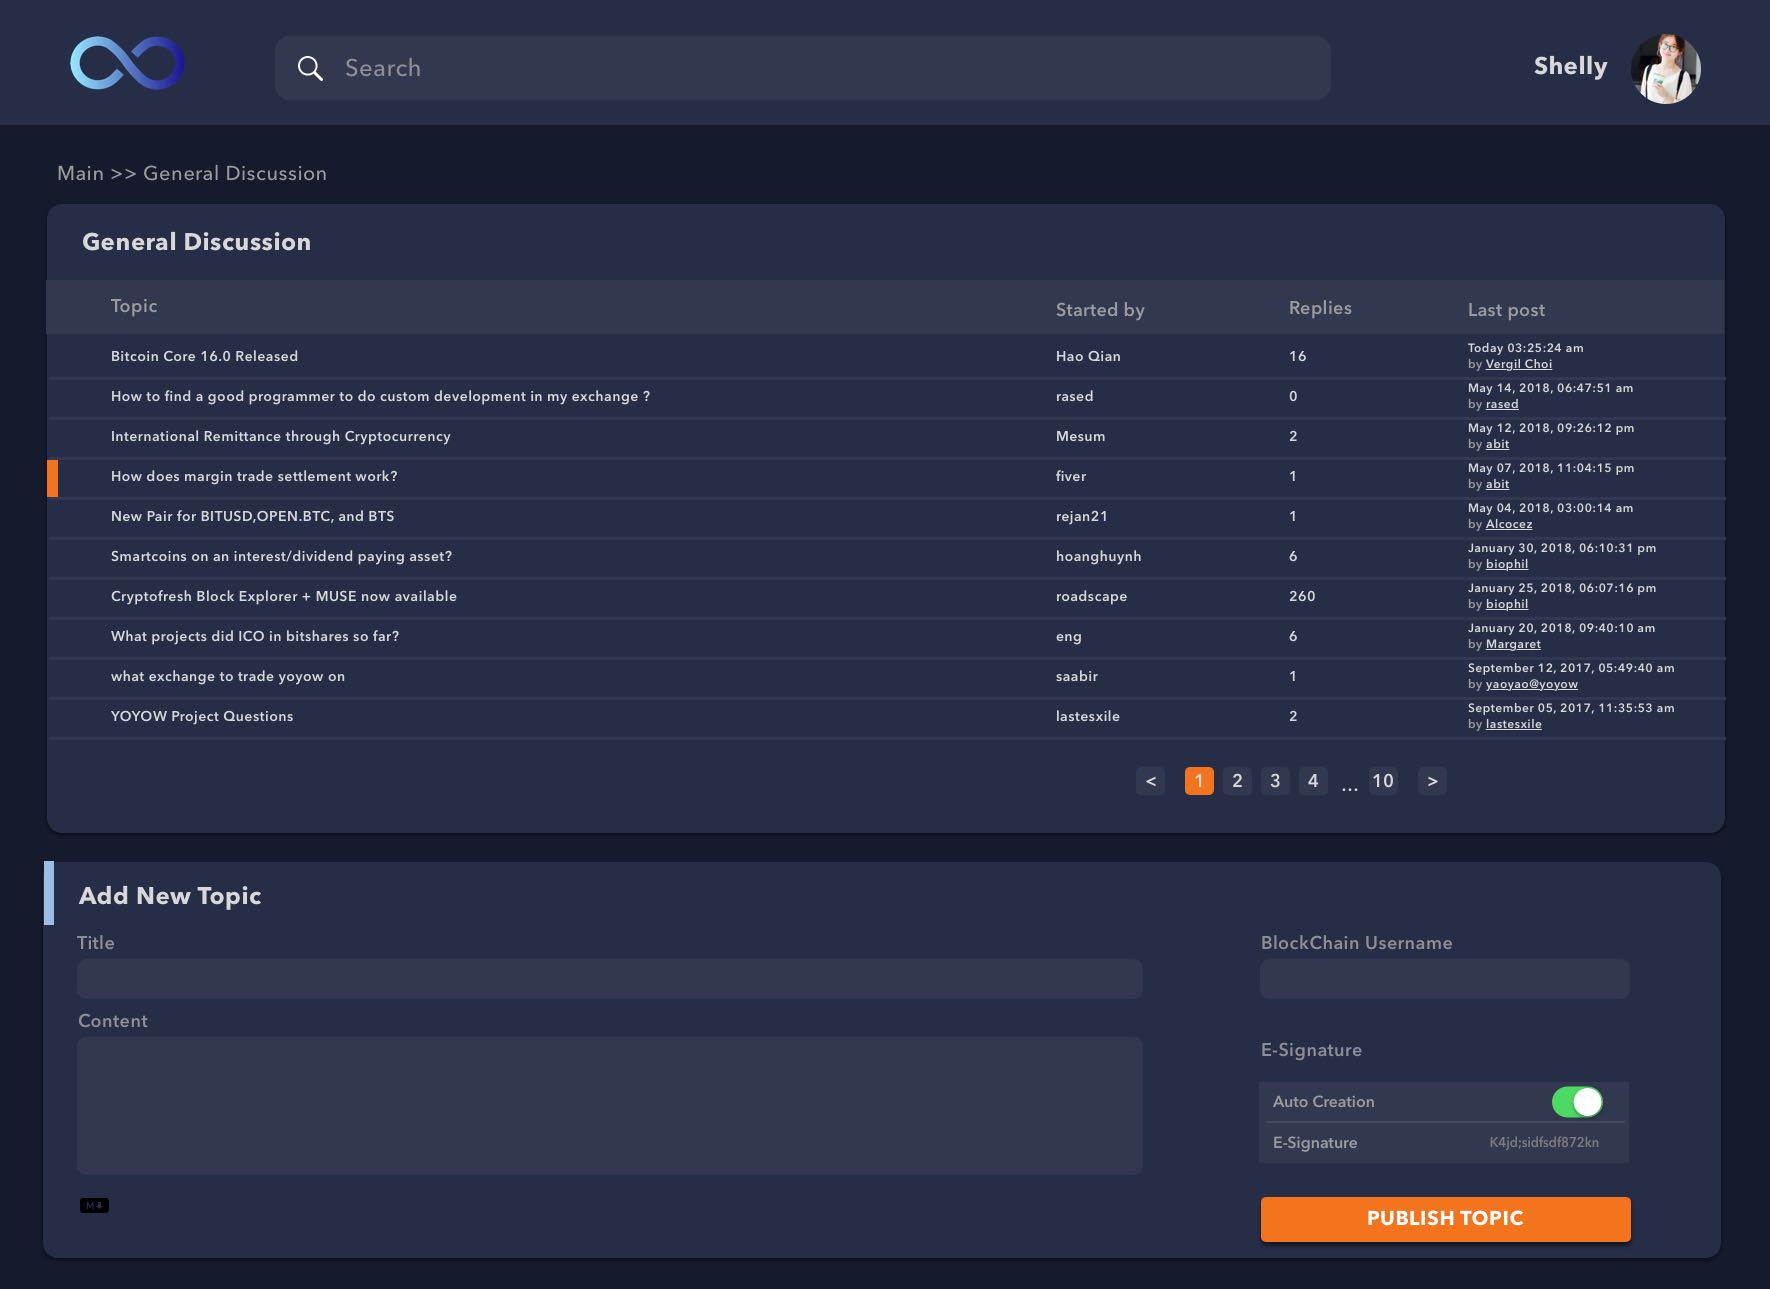 Search
Shelly
Main >> General Discussion
General Discussion
Topic Started by Replies Last post
Bitcoin Core 16.0 Released Hao Qian 16 Today 03:25:24 am
by Vergil Choi
How to find a good programmer to do custom development in my exchange ? rased 0 May 14, 2018, 06:47:51 am
by rased
International Remittance through Cryptocurrency Mesum 2 May 12, 2018, 09:26:12 pm
by abit
How does margin trade settlement work? fiver 1 May 07, 2018, 11:04:15 pm
by abit
New Pair for BITUSD,OPEN.BTC, and BTS rejan21 1 May 04, 2018, 03:00:14 am
by Alcocez
Smartcoins on an interest/dividend paying asset? hoanghuynh 6 January 30, 2018, 06:10:31 pm
by biophil
Cryptofresh Block Explorer + MUSE now available roadscape 260 January 25, 2018, 06:07:16 pm
by biophil
What projects did ICO in bitshares so far? eng 6 January 20, 2018, 09:40:10 am
by Margaret
what exchange to trade yoyow on saabir 1 September 12, 2017, 05:49:40 am
by yaoyao@yoyow
YOYOW Project Questions lastesxile 2 September 05, 2017, 11:35:53 am
by lastesxile
< 1 2 3 4 ... 10 >
Add New Topic
Title
BlockChain Username
Content
E-Signature
Auto Creation
E-Signature K4jd;sidfsdf872kn
M
PUBLISH TOPIC